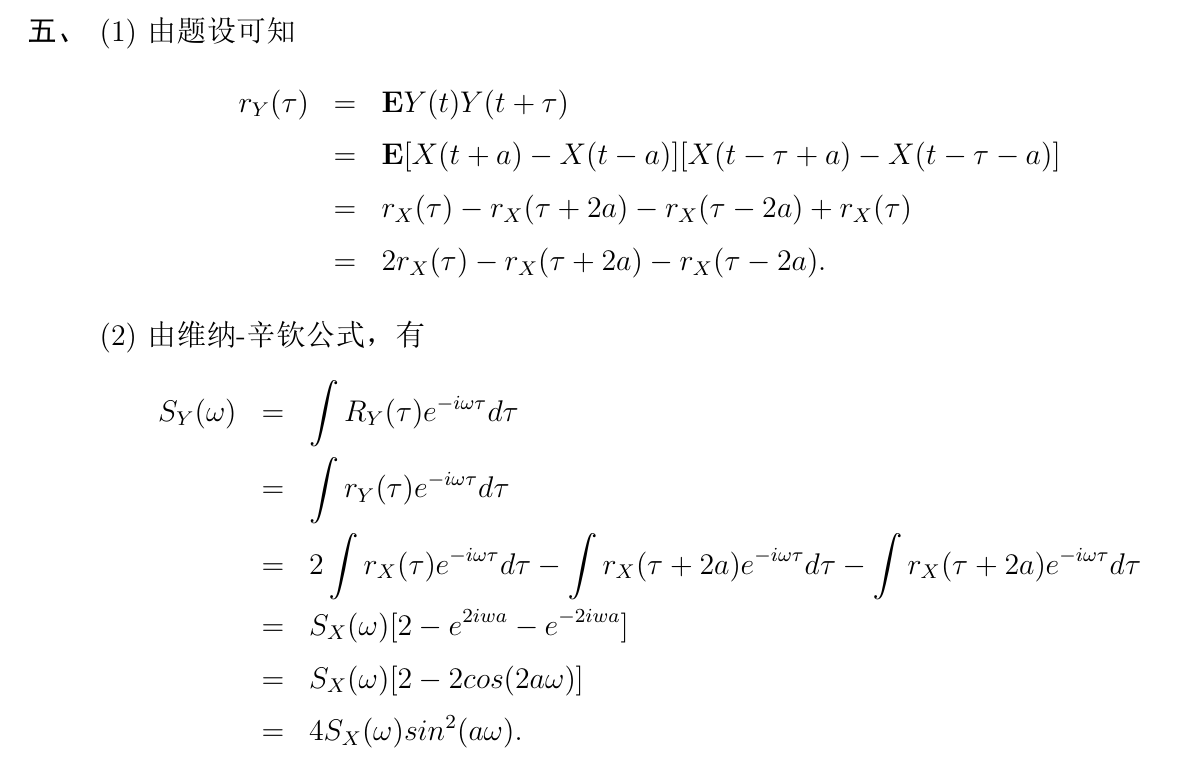 五、 (1) 由题设可知
r_Y(τ) = EY(t)Y(t + τ)
= E[X(t + a) − X(t − a)][X(t − τ + a) − X(t − τ − a)]
= r_X(τ) − r_X(τ + 2a) − r_X(τ − 2a) + r_X(τ)
= 2r_X(τ) − r_X(τ + 2a) − r_X(τ − 2a).
(2) 由维纳-辛钦公式，有
S_Y(ω) = ∫ R_Y(τ)e^{−iωτ}dτ
= ∫ r_Y(τ)e^{−iωτ}dτ
= 2∫ r_X(τ)e^{−iωτ}dτ − ∫ r_X(τ + 2a)e^{−iωτ}dτ − ∫ r_X(τ + 2a)e^{−iωτ}dτ
= S_X(ω)[2 − e^{2iwa} − e^{−2iwa}]
= S_X(ω)[2 − 2cos(2aω)]
= 4S_X(ω)sin^2(aω).